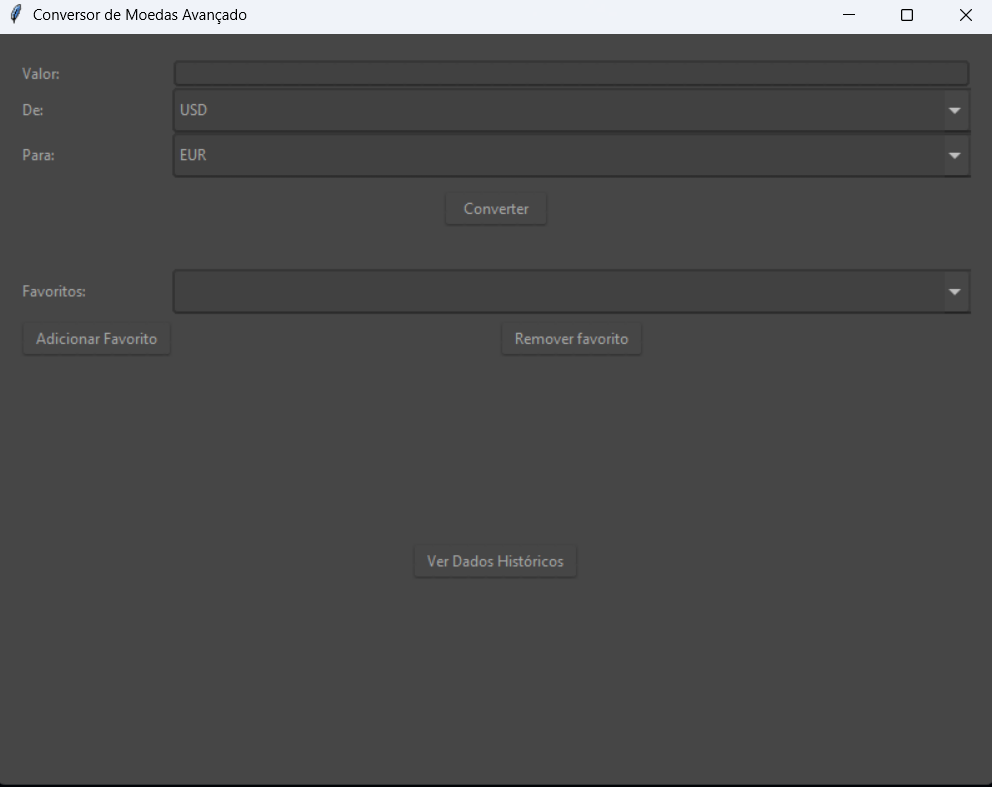 Conversor de Moedas Avançado
Valor:
De: USD
Para: EUR
Converter
Favoritos:
Adicionar Favorito Remover favorito
Ver Dados Históricos